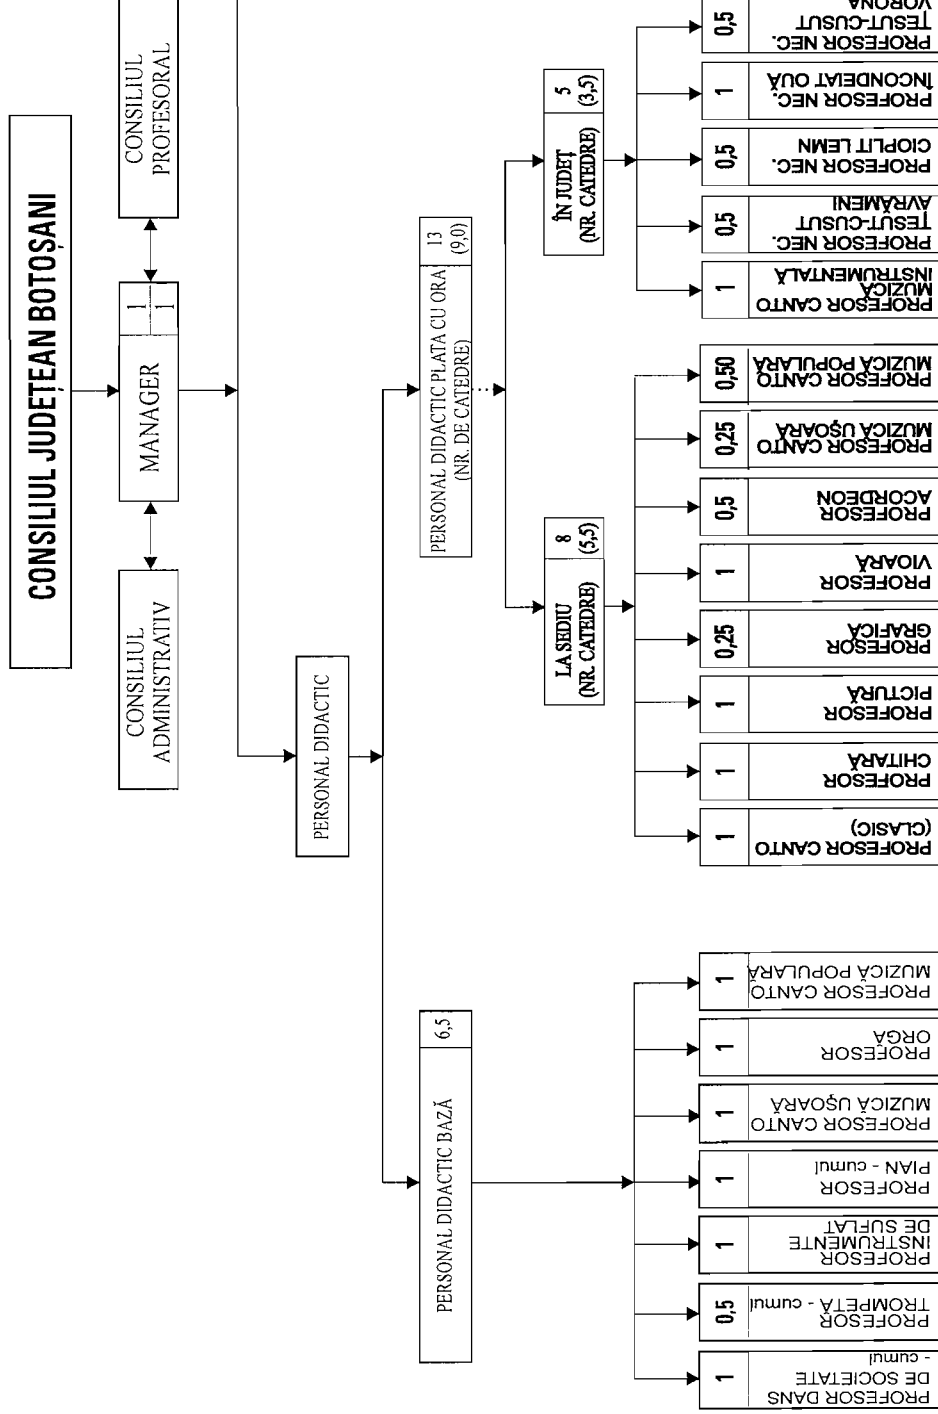 CONSILIUL JUDEȚEAN BOTOȘANI
CONSILIUL
ADMINISTRATIV
MANAGER
1
1
CONSILIUL
PROFESORAL
PERSONAL DIDACTIC
PERSONAL DIDACTIC BAZĂ
6,5
PERSONAL DIDACTIC PLATA CU ORA
(NR. DE CATEDRE)
13
(9,0)
LA SEDIU
(NR. CATEDRE)
8
(5,5)
ÎN JUDEȚ
(NR. CATEDRE)
5
(3,5)
1
PROFESOR DANS
DE SOCIETATE
- cumul
0,5
PROFESOR
TROMPETĂ - cumul
1
PROFESOR
INSTRUMENTE
DE SUFLAT
1
PROFESOR
PIAN - cumul
1
PROFESOR CANTO
MUZICĂ UȘOARĂ
1
PROFESOR
ORGĂ
1
PROFESOR CANTO
MUZICĂ POPULARĂ
1
PROFESOR CANTO
(CLASIC)
1
PROFESOR
CHITARĂ
1
PROFESOR
PICTURĂ
0,25
PROFESOR
GRAFICĂ
1
PROFESOR
VIOARĂ
0,5
PROFESOR
ACORDEON
0,25
PROFESOR CANTO
MUZICĂ UȘOARĂ
0,50
PROFESOR CANTO
MUZICĂ POPULARĂ
1
PROFESOR CANTO
MUZICĂ
INSTRUMENTALĂ
0,5
PROFESOR NEC.
ȚESUT-CUSUT
AVRĂMENI
0,5
PROFESOR NEC.
CIOPLIT LEMN
1
PROFESOR NEC.
ÎNCONDEIAT OUĂ
0,5
PROFESOR NEC.
ȚESUT-CUSUT
VORONA